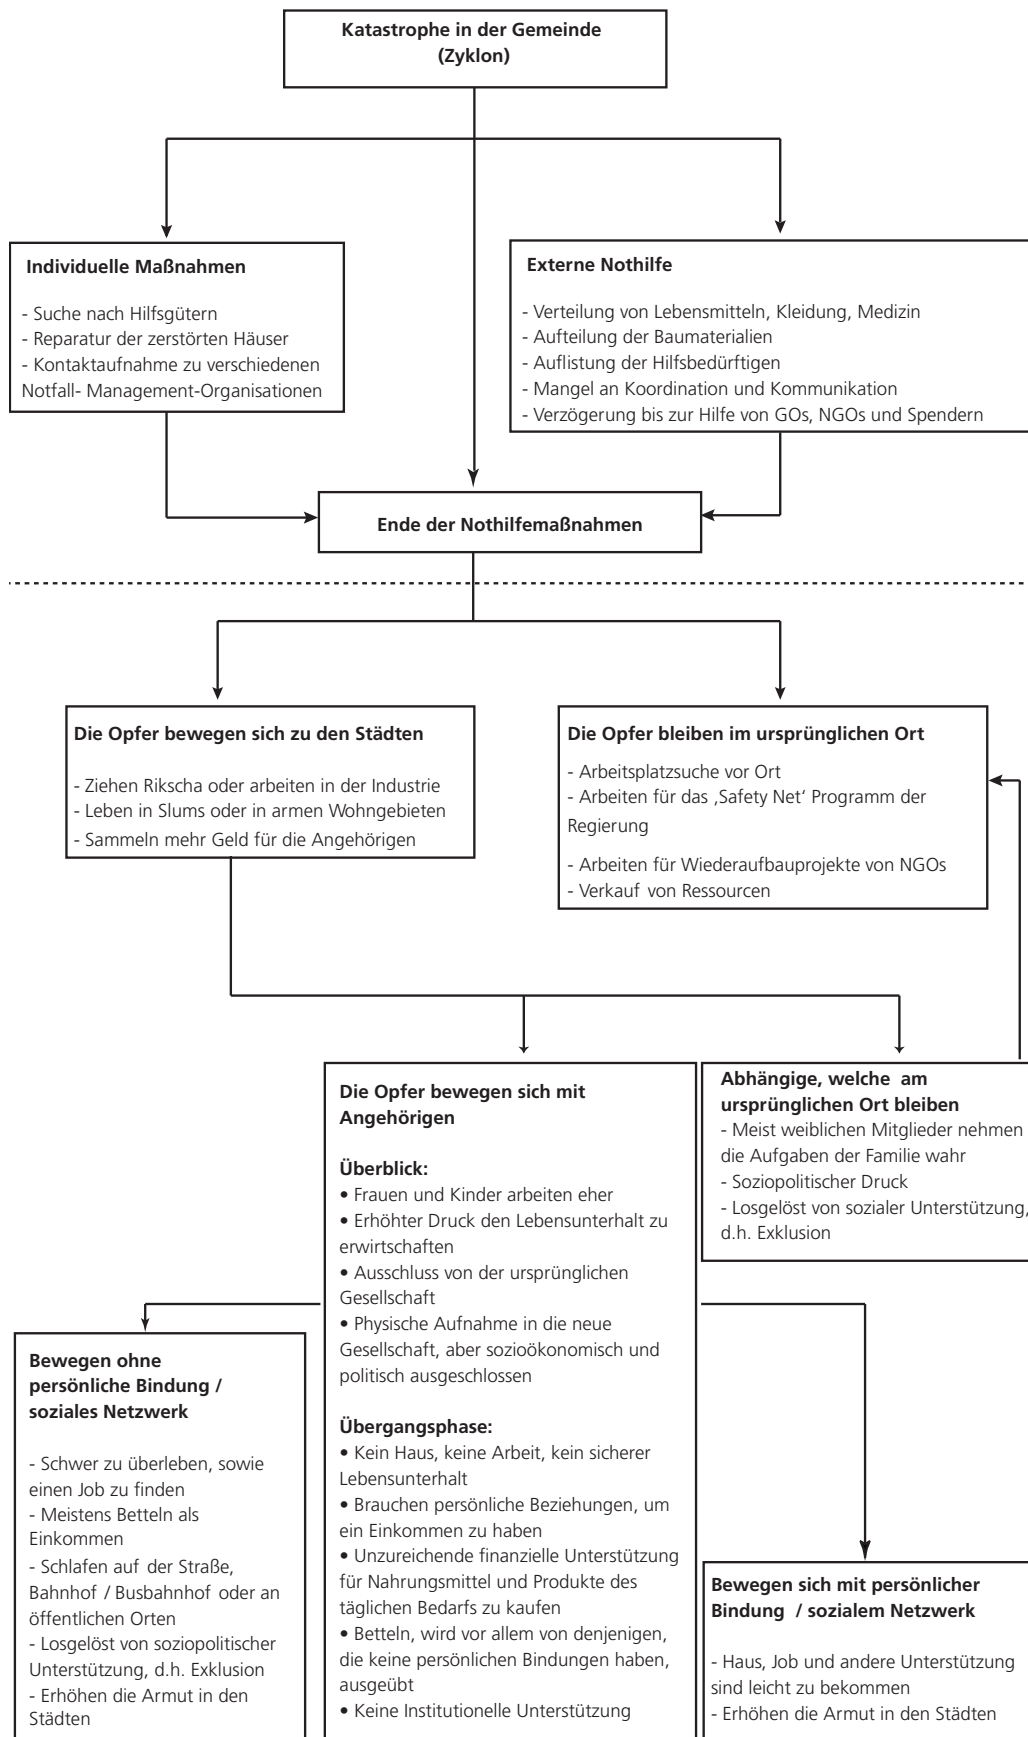 Katastrophe in der Gemeinde
(Zyklon)
Individuelle Maßnahmen
- Suche nach Hilfsgütern
- Reparatur der zerstörten Häuser
- Kontaktaufnahme zu verschiedenen
Notfall- Management-Organisationen
Externe Nothilfe
- Verteilung von Lebensmitteln, Kleidung, Medizin
- Aufteilung der Baumaterialien
- Auflistung der Hilfsbedürftigen
- Mangel an Koordination und Kommunikation
- Verzögerung bis zur Hilfe von GOs, NGOs und Spendern
Ende der Nothilfemaßnahmen
Die Opfer bewegen sich zu den Städten
- Ziehen Rikscha oder arbeiten in der Industrie
- Leben in Slums oder in armen Wohngebieten
- Sammeln mehr Geld für die Angehörigen
Die Opfer bleiben im ursprünglichen Ort
- Arbeitsplatzsuche vor Ort
- Arbeiten für das ‚Safety Net‘ Programm der
Regierung
- Arbeiten für Wiederaufbauprojekte von NGOs
- Verkauf von Ressourcen
Die Opfer bewegen sich mit
Angehörigen
Überblick:
• Frauen und Kinder arbeiten eher
• Erhöhter Druck den Lebensunterhalt zu
erwirtschaften
• Ausschluss von der ursprünglichen
Gesellschaft
• Physische Aufnahme in die neue
Gesellschaft, aber sozioökonomisch und
politisch ausgeschlossen
Übergangsphase:
• Kein Haus, keine Arbeit, kein sicherer
Lebensunterhalt
• Brauchen persönliche Beziehungen, um
ein Einkommen zu haben
• Unzureichende finanzielle Unterstützung
für Nahrungsmittel und Produkte des
täglichen Bedarfs zu kaufen
• Betteln, wird vor allem von denjenigen,
die keine persönlichen Bindungen haben,
ausgeübt
• Keine Institutionelle Unterstützung
Abhängige, welche am
ursprünglichen Ort bleiben
- Meist weiblichen Mitglieder nehmen
die Aufgaben der Familie wahr
- Soziopolitischer Druck
- Losgelöst von sozialer Unterstützung,
d.h. Exklusion
Bewegen ohne
persönliche Bindung /
soziales Netzwerk
- Schwer zu überleben, sowie
einen Job zu finden
- Meistens Betteln als
Einkommen
- Schlafen auf der Straße,
Bahnhof / Busbahnhof oder an
öffentlichen Orten
- Losgelöst von soziopolitischer
Unterstützung, d.h. Exklusion
- Erhöhen die Armut in den
Städten
Bewegen sich mit persönlicher
Bindung / sozialem Netzwerk
- Haus, Job und andere Unterstützung
sind leicht zu bekommen
- Erhöhen die Armut in den Städten